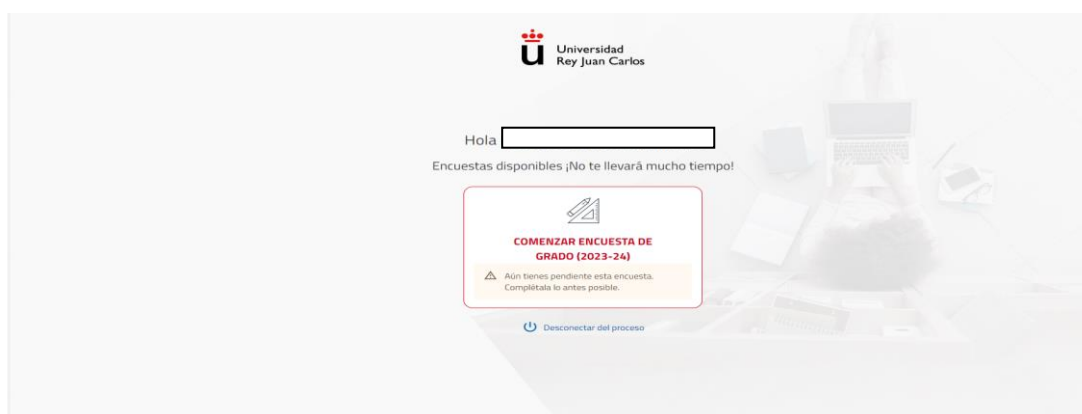 Universidad
Rey Juan Carlos
Hola
Encuestas disponibles ¡No te llevará mucho tiempo!
COMENZAR ENCUESTA DE
GRADO (2023-24)
Aún tienes pendiente esta encuesta.
Complétala lo antes posible.
Desconectar del proceso